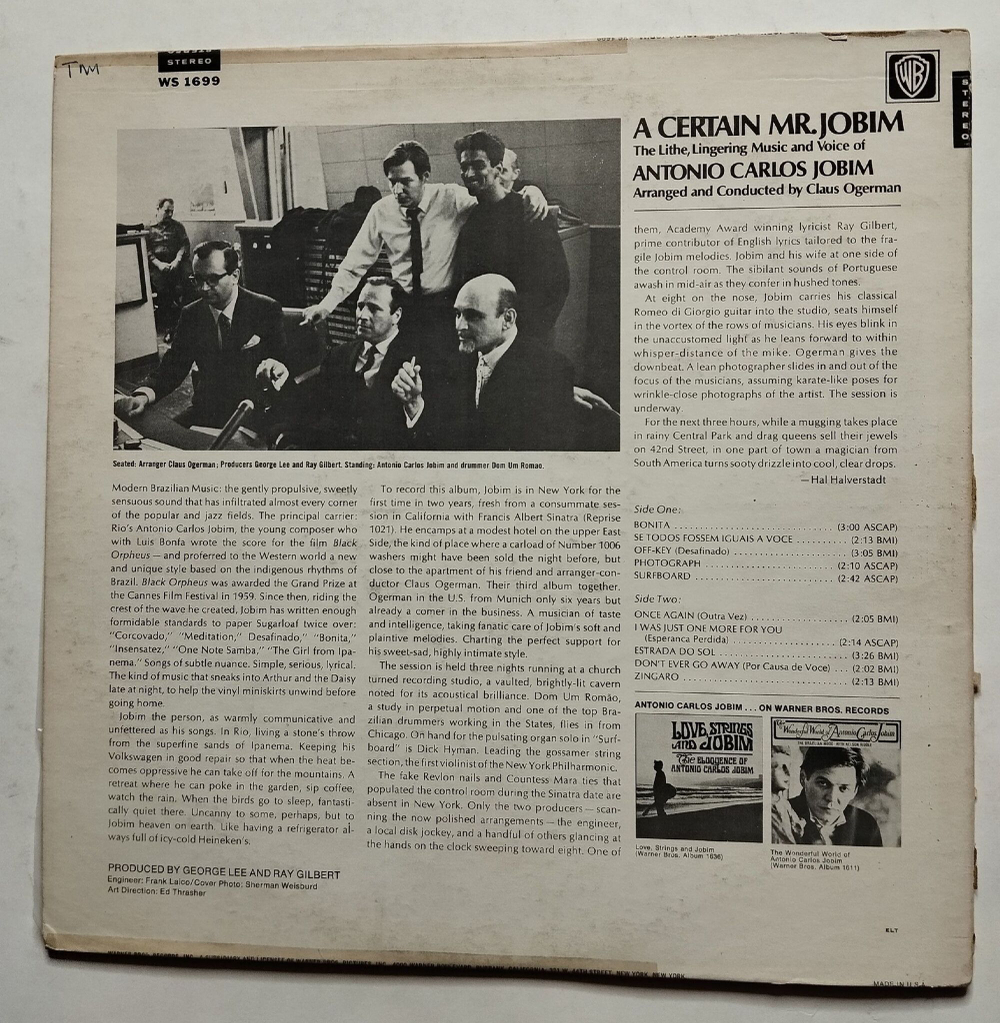 TM
STEREO
WS 1699
WB
STEREO
A CERTAIN MR. JOBIM
The Lithe, Lingering Music and Voice of
ANTONIO CARLOS JOBIM
Arranged and Conducted by Claus Ogerman
Seated: Arranger Claus Ogerman; Producers George Lee and Ray Gilbert. Standing: Antonio Carlos Jobim and drummer Dom Um Romao.
Modern Brazilian Music: the gently propulsive, sweetly
sensuous sound that has infiltrated almost every corner
of the popular and jazz fields. The principal carrier:
Rio's Antonio Carlos Jobim, the young composer who
with Luis Bonfa wrote the score for the film Black
Orpheus — and proferred to the Western world a new
and unique style based on the indigenous rhythms of
Brazil. Black Orpheus was awarded the Grand Prize at
the Cannes Film Festival in 1959. Since then, riding the
crest of the wave he created, Jobim has written enough
formidable standards to paper Sugarloaf twice over:
"Corcovado," "Meditation," Desafinado," "Bonita,"
"Insensatez," "One Note Samba," "The Girl from Ipa-
nema." Songs of subtle nuance. Simple, serious, lyrical.
The kind of music that sneaks into Arthur and the Daisy
late at night, to help the vinyl miniskirts unwind before
going home.
Jobim the person, as warmly communicative and
unfettered as his songs. In Rio, living a stone's throw
from the superfine sands of Ipanema. Keeping his
Volkswagen in good repair so that when the heat be-
comes oppressive he can take off for the mountains. A
retreat where he can poke in the garden, sip coffee,
watch the rain. When the birds go to sleep, fantasti-
cally quiet there. Uncanny to some, perhaps, but to
Jobim heaven on earth. Like having a refrigerator al-
ways full of icy-cold Heineken's.
To record this album, Jobim is in New York for the
first time in two years, fresh from a consummate ses-
sion in California with Francis Albert Sinatra (Reprise
1021). He encamps at a modest hotel on the upper East
Side, the kind of place where a carload of Number 1006
washers might have been sold the night before, but
close to the apartment of his friend and arranger-con-
ductor Claus Ogerman. Their third album together.
Ogerman in the U.S. from Munich only six years but
already a comer in the business. A musician of taste
and intelligence, taking fanatic care of Jobim's soft and
plaintive melodies. Charting the perfect support for
his sweet-sad, highly intimate style.
The session is held three nights running at a church
turned recording studio, a vaulted, brightly-lit cavern
noted for its acoustical brilliance. Dom Um Romão,
a study in perpetual motion and one of the top Bra-
zilian drummers working in the States, flies in from
Chicago. On hand for the pulsating organ solo in "Surf-
board" is Dick Hyman. Leading the gossamer string
section, the first violinist of the New York Philharmonic.
The fake Revlon nails and Countess Mara ties that
populated the control room during the Sinatra date are
absent in New York. Only the two producers — scan-
ning the now polished arrangements — the engineer,
a local disk jockey, and a handful of others glancing at
the hands on the clock sweeping toward eight. One of
them, Academy Award winning lyricist Ray Gilbert,
prime contributor of English lyrics tailored to the fra-
gile Jobim melodies. Jobim and his wife at one side of
the control room. The sibilant sounds of Portuguese
awash in mid-air as they confer in hushed tones.
At eight on the nose, Jobim carries his classical
Romeo di Giorgio guitar into the studio, seats himself
in the vortex of the rows of musicians. His eyes blink in
the unaccustomed light as he leans forward to within
whisper-distance of the mike. Ogerman gives the
downbeat. A lean photographer slides in and out of the
focus of the musicians, assuming karate-like poses for
wrinkle-close photographs of the artist. The session is
underway.
For the next three hours, while a mugging takes place
in rainy Central Park and drag queens sell their jewels
on 42nd Street, in one part of town a magician from
South America turns sooty drizzle into cool, clear drops.
— Hal Halverstadt
Side One:
BONITA (3:00 ASCAP)
SE TODOS FOSSEM IGUAIS A VOCE (2:13 BMI)
OFF-KEY (Desafinado) (3:05 BMI)
PHOTOGRAPH (2:10 ASCAP)
SURFBOARD (2:42 ASCAP)
Side Two:
ONCE AGAIN (Outra Vez) (2:05 BMI)
I WAS JUST ONE MORE FOR YOU
(Esperanca Perdida) (2:14 ASCAP)
ESTRADA DO SOL (3:26 BMI)
DON'T EVER GO AWAY (Por Causa de Voce) (2:02 BMI)
ZINGARO (2:13 BMI)
ANTONIO CARLOS JOBIM . . . ON WARNER BROS. RECORDS
LOVE, STRINGS
AND JOBIM
The ELOQUENCE OF
ANTONIO CARLOS JOBIM
The Wonderful World of Antonio Carlos Jobim
Love, Strings and Jobim
(Warner Bros. Album 1636)
The Wonderful World of
Antonio Carlos Jobim
(Warner Bros. Album 1611)
PRODUCED BY GEORGE LEE AND RAY GILBERT
Engineer: Frank Laico/Cover Photo: Sherman Weisburd
Art Direction: Ed Thrasher
ELT
MADE IN U.S.A.